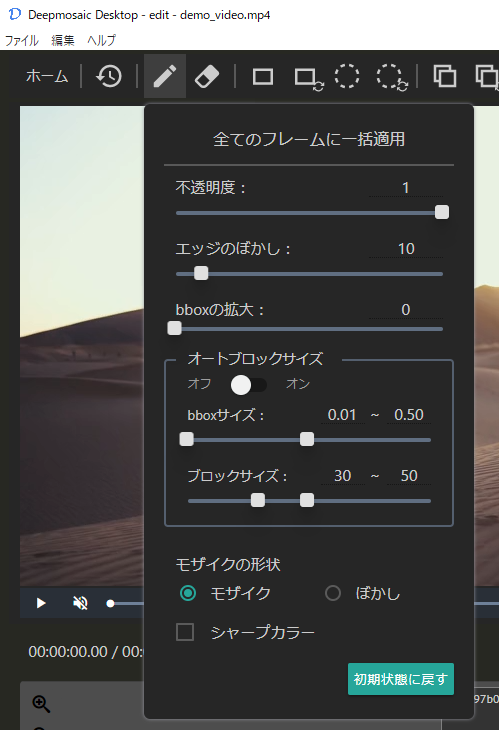 Deepmosaic Desktop - edit - demo_video.mp4
ファイル 編集 ヘルプ
ホーム
全てのフレームに一括適用
不透明度： 1
エッジのぼかし： 10
bboxの拡大： 0
オートブロックサイズ
オフ オン
bboxサイズ： 0.01 ~ 0.50
ブロックサイズ： 30 ~ 50
モザイクの形状
モザイク ぼかし
シャープカラー
00:00:00.00 / 00:
初期状態に戻す
97b0